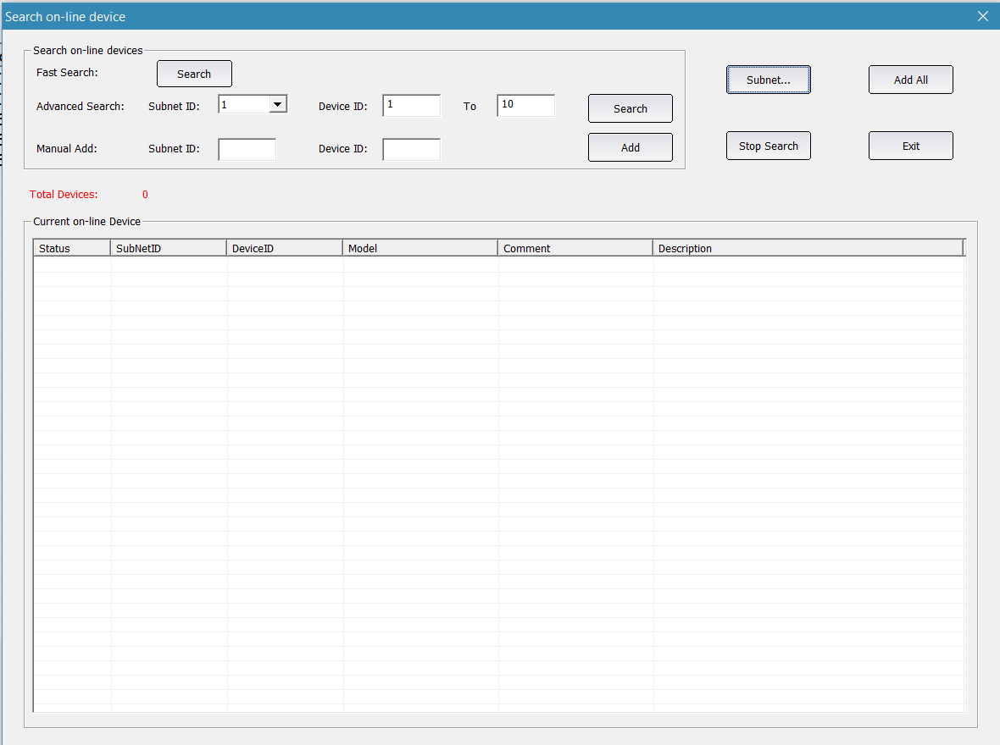 Search on-line device
Search on-line devices
Fast Search: Search
Subnet... Add All
Advanced Search: Subnet ID: 1 Device ID: 1 To 10 Search
Manual Add: Subnet ID: Device ID: Add
Stop Search Exit
Total Devices: 0
Current on-line Device
Status SubNetID DeviceID Model Comment Description